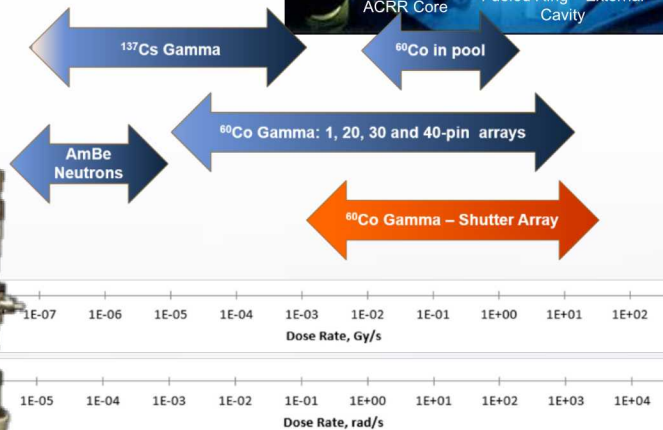 ACRR Core
Cavity
¹³⁷Cs Gamma
⁶⁰Co in pool
⁶⁰Co Gamma: 1, 20, 30 and 40-pin arrays
AmBe
Neutrons
⁶⁰Co Gamma – Shutter Array
1E-07 1E-06 1E-05 1E-04 1E-03 1E-02 1E-01 1E+00 1E+01 1E+02
Dose Rate, Gy/s
1E-05 1E-04 1E-03 1E-02 1E-01 1E+00 1E+01 1E+02 1E+03 1E+04
Dose Rate, rad/s